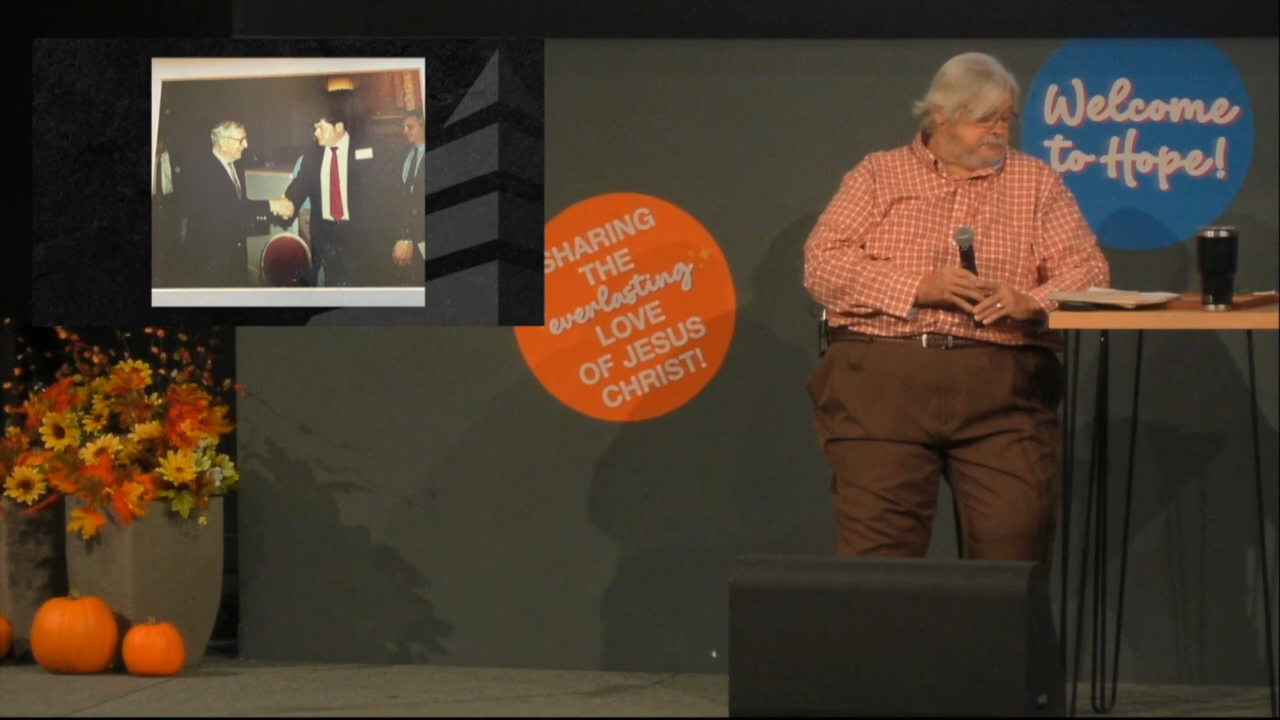 Welcome
to Hope!
SHARING
THE
everlasting
LOVE
OF JESUS
CHRIST!